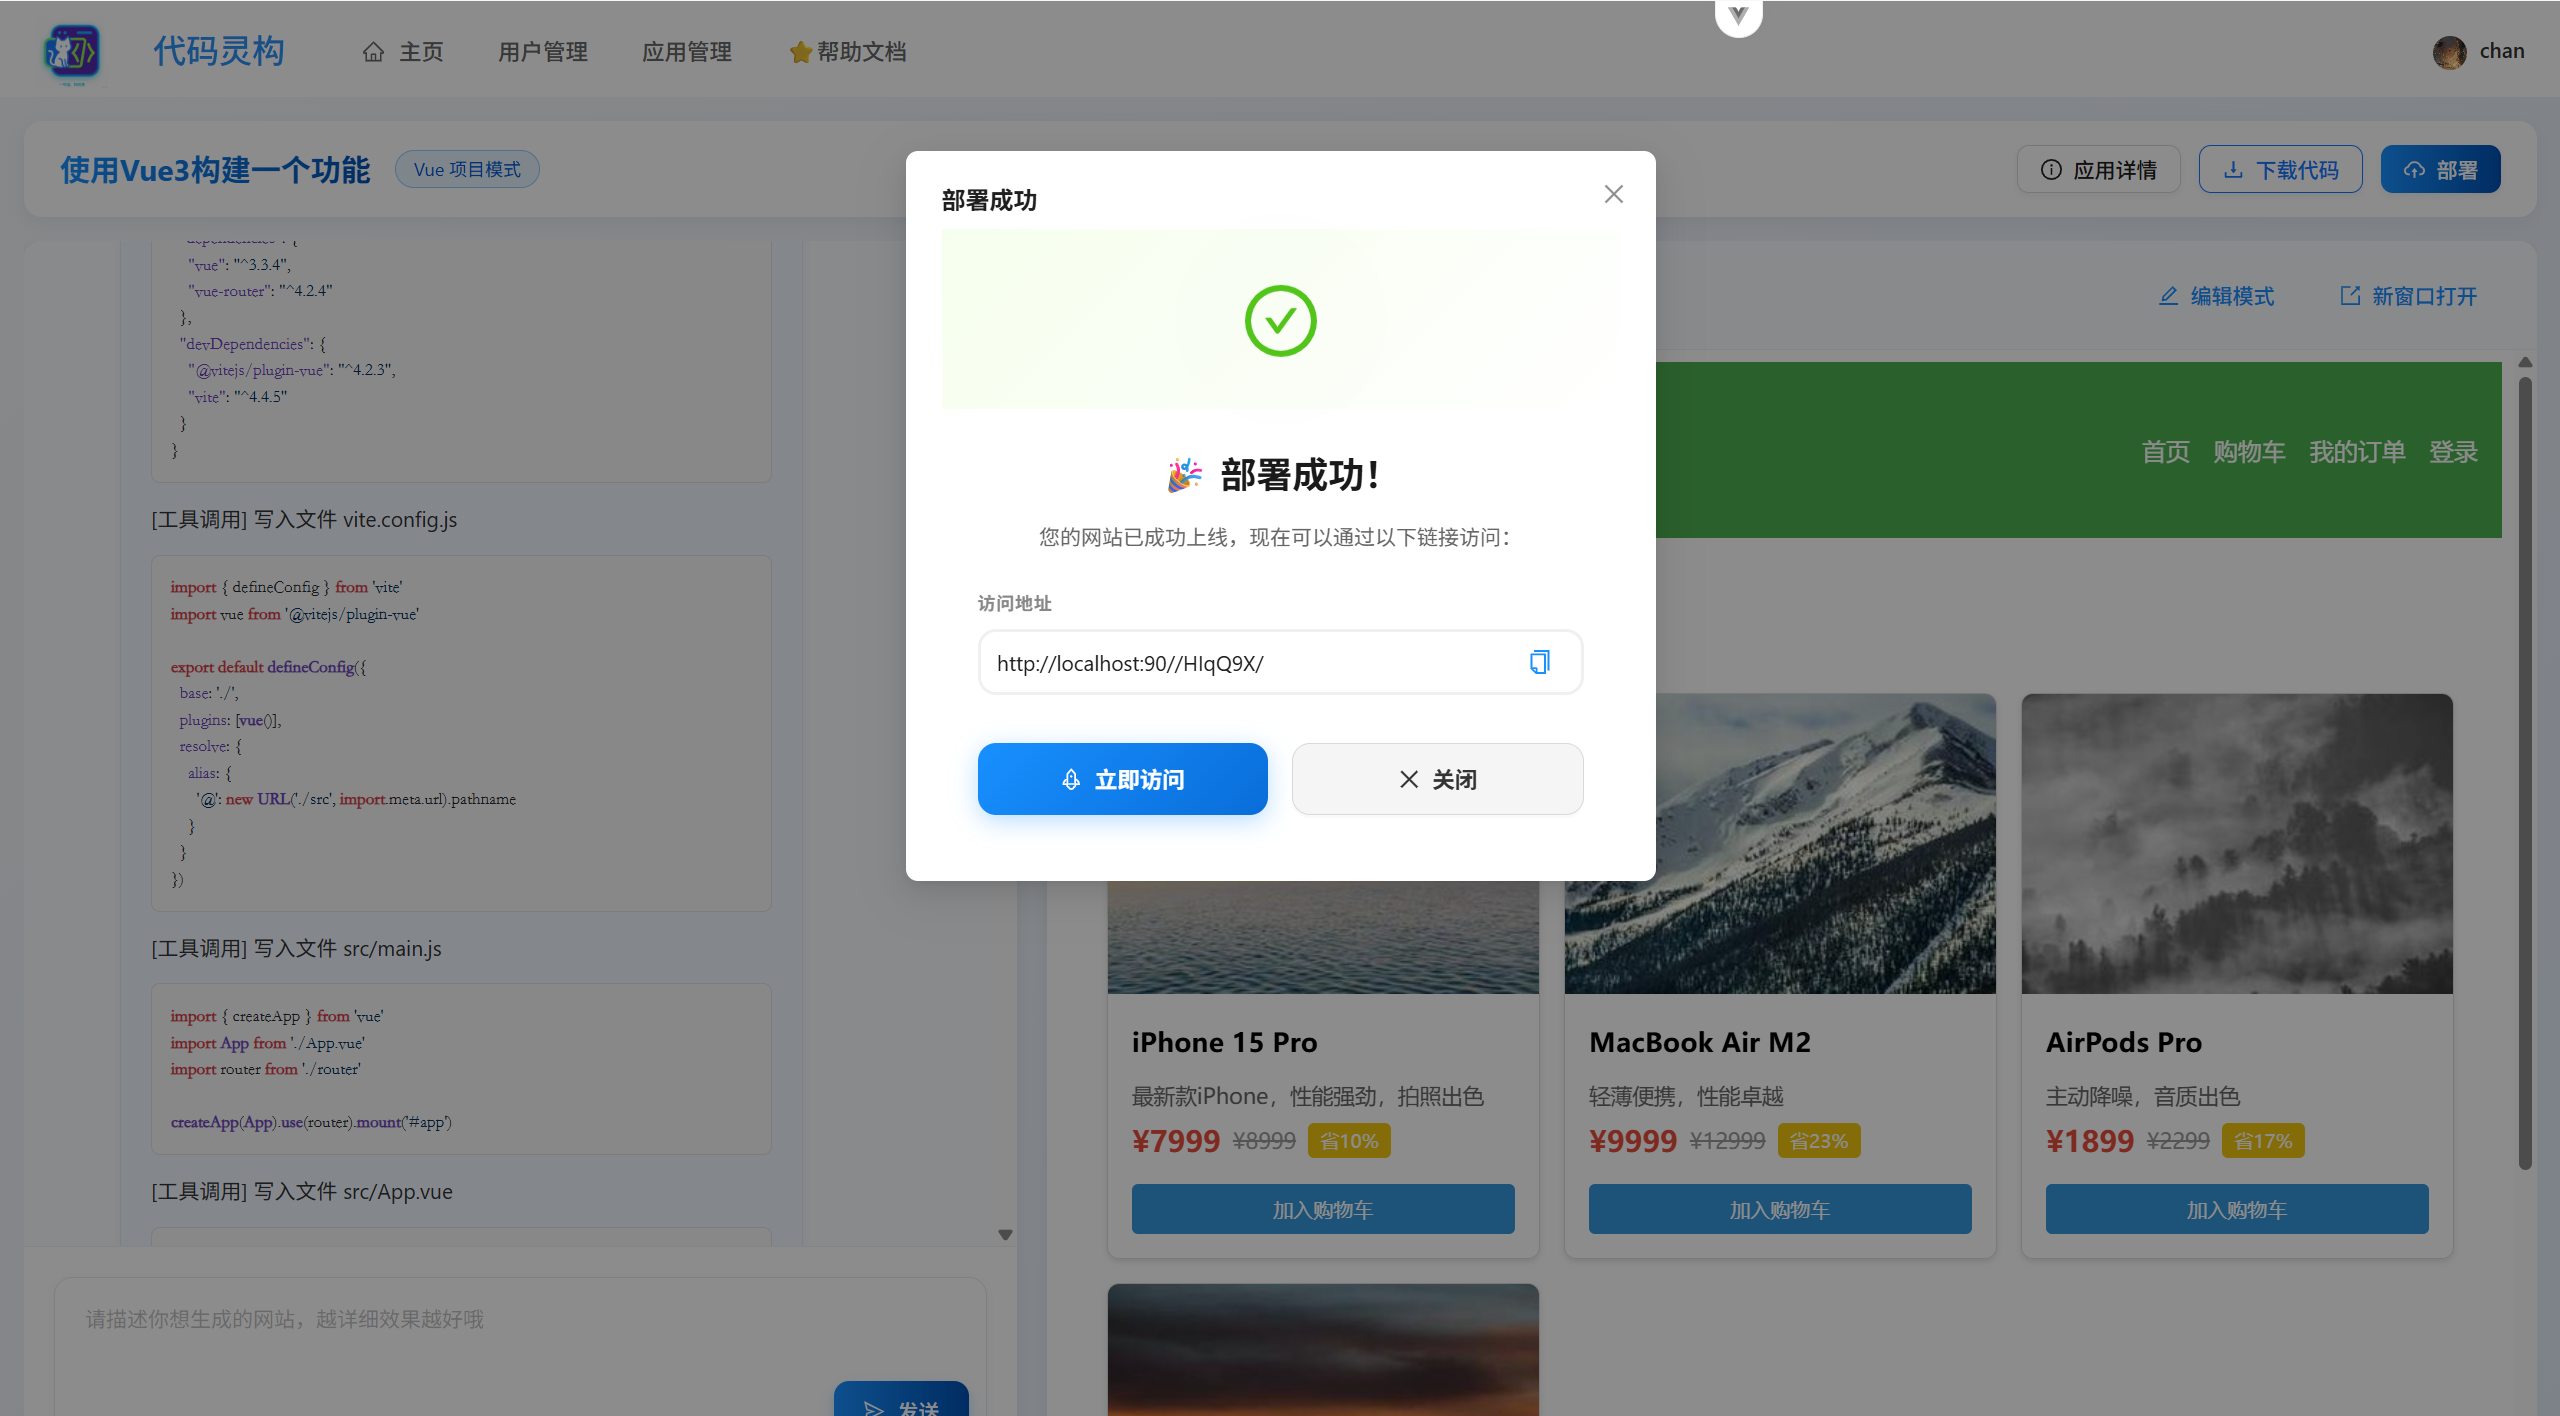 代码灵构
主页
用户管理
应用管理
⭐帮助文档
chan
使用Vue3构建一个功能
Vue 项目模式
应用详情
下载代码
部署
"vue": "^3.3.4",
"vue-router": "^4.2.4"
},
"devDependencies": {
"@vitejs/plugin-vue": "^4.2.3",
"vite": "^4.4.5"
}
}
[工具调用] 写入文件 vite.config.js
import { defineConfig } from 'vite'
import vue from '@vitejs/plugin-vue'
export default defineConfig({
base: './',
plugins: [vue()],
resolve: {
alias: {
'@': new URL('./src', import.meta.url).pathname
}
}
})
[工具调用] 写入文件 src/main.js
import { createApp } from 'vue'
import App from './App.vue'
import router from './router'
createApp(App).use(router).mount('#app')
[工具调用] 写入文件 src/App.vue
请描述你想生成的网站，越详细效果越好哦
发送
部署成功
🎉 部署成功！
您的网站已成功上线，现在可以通过以下链接访问：
访问地址
http://localhost:90//HIqQ9X/
立即访问
关闭
编辑模式
新窗口打开
首页
购物车
我的订单
登录
iPhone 15 Pro
最新款iPhone，性能强劲，拍照出色
¥7999 ¥8999 省10%
加入购物车
MacBook Air M2
轻薄便携，性能卓越
¥9999 ¥12999 省23%
加入购物车
AirPods Pro
主动降噪，音质出色
¥1899 ¥2299 省17%
加入购物车